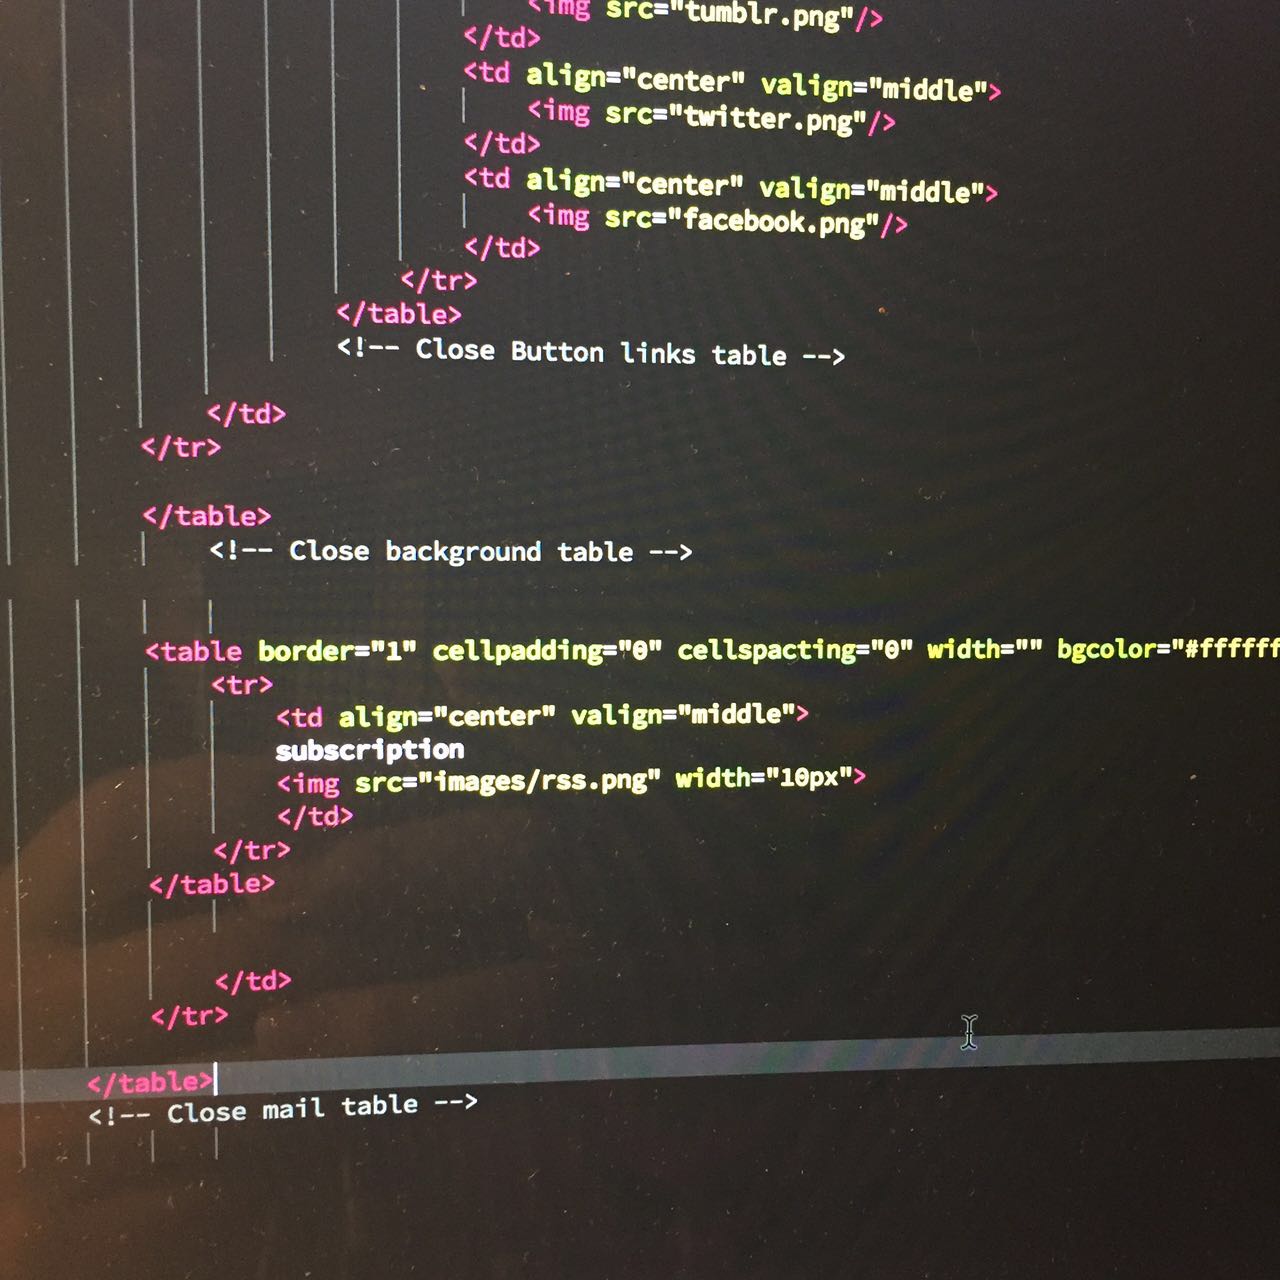 <img src="tumblr.png"/>
</td>
<td align="center" valign="middle">
<img src="twitter.png"/>
</td>
<td align="center" valign="middle">
<img src="facebook.png"/>
</td>
</tr>
</table>
<!-- Close Button links table -->
</td>
</tr>
</table>
<!-- Close background table -->
<table border="1" cellpadding="0" cellspacting="0" width="" bgcolor="#ffffff
<tr>
<td align="center" valign="middle">
subscription
<img src="images/rss.png" width="10px">
</td>
</tr>
</table>
</td>
</tr>
</table>
<!-- Close mail table -->